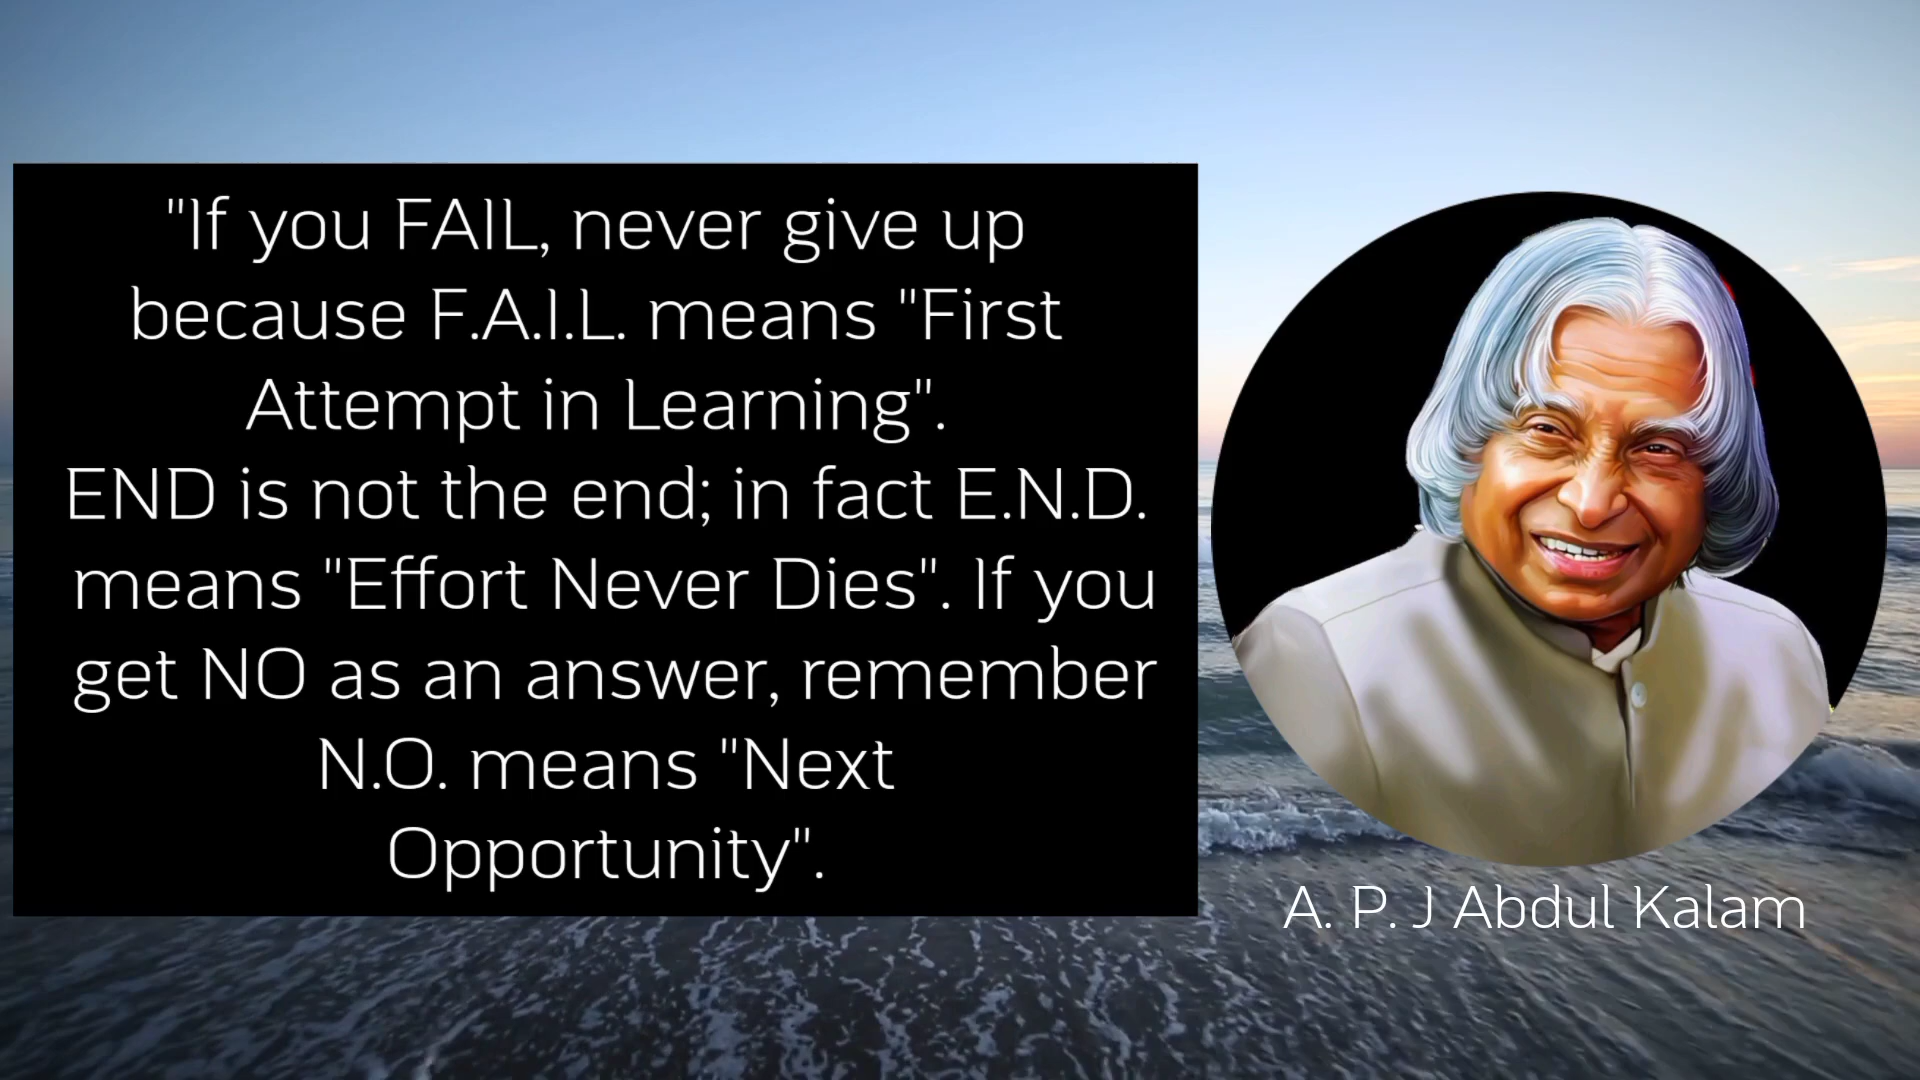 "If you FAIL, never give up
because F.A.I.L. means "First
Attempt in Learning".
END is not the end; in fact E.N.D.
means "Effort Never Dies". If you
get NO as an answer, remember
N.O. means "Next
Opportunity".
A. P. J Abdul Kalam